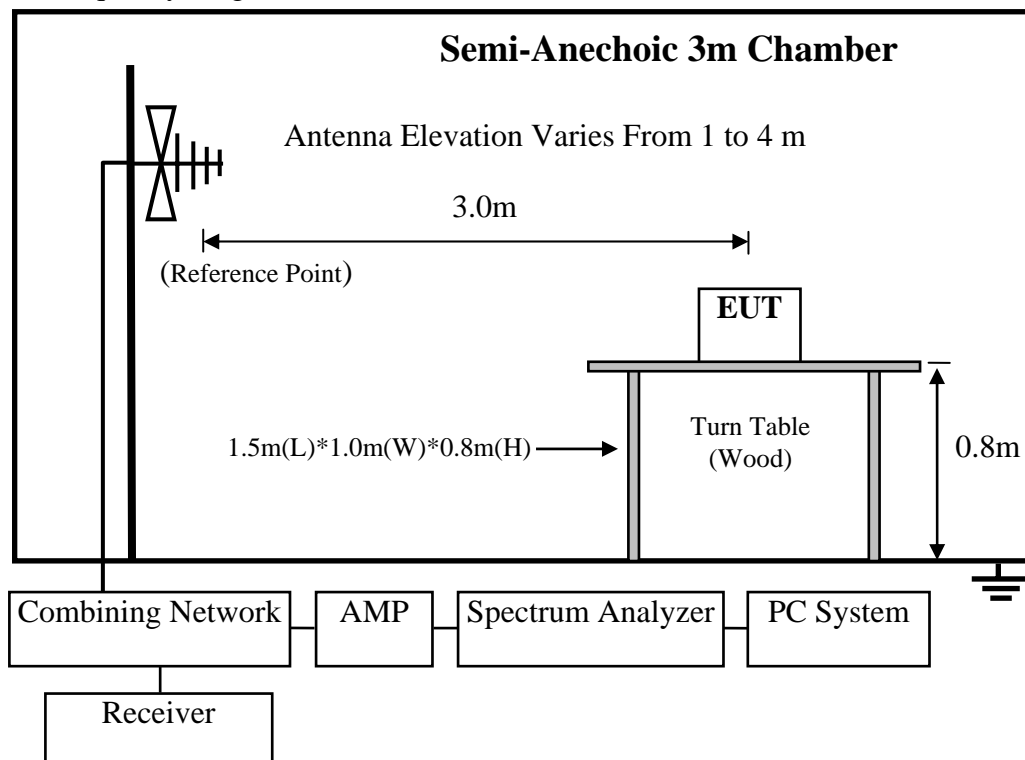 Semi-Anechoic 3m Chamber
Antenna Elevation Varies From 1 to 4 m
3.0m
(Reference Point)
EUT
1.5m(L)*1.0m(W)*0.8m(H)
Turn Table
(Wood)
0.8m
Combining Network
AMP
Spectrum Analyzer
PC System
Receiver